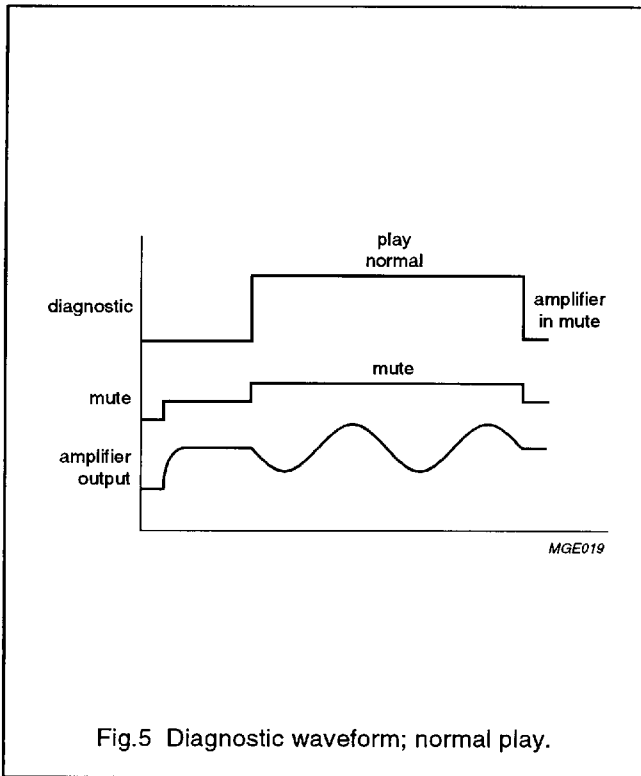 play
normal
diagnostic
amplifier
in mute
mute
mute
amplifier
output
MGE019
Fig.5 Diagnostic waveform; normal play.